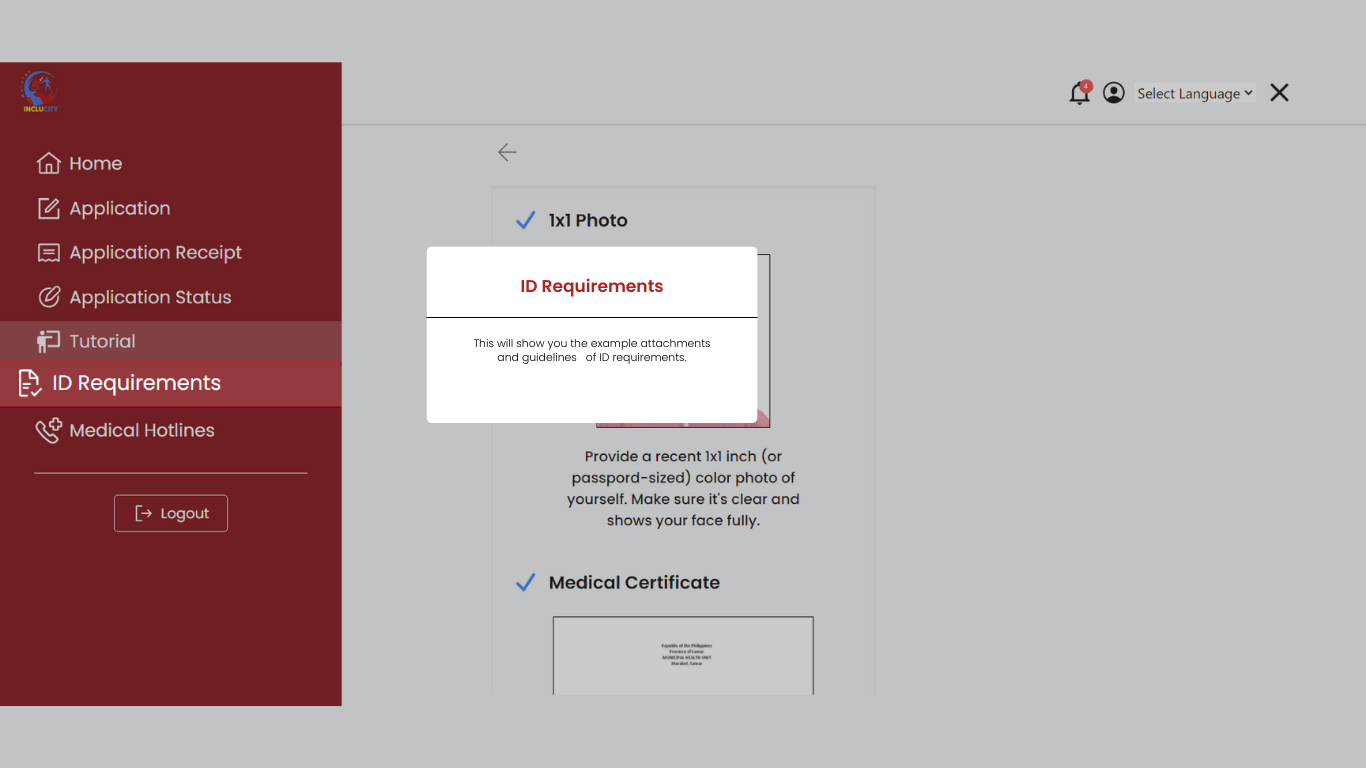 INCLUCITY
4
Select Language
Home
Application
Application Receipt
Application Status
Tutorial
ID Requirements
Medical Hotlines
Logout
1x1 Photo
ID Requirements
This will show you the example attachments
and guidelines of ID requirements.
Provide a recent 1x1 inch (or
passpord-sized) color photo of
yourself. Make sure it's clear and
shows your face fully.
Medical Certificate
Republic of the Philippines
Province of Samar
MUNICIPAL HEALTH UNIT
Marabut, Samar